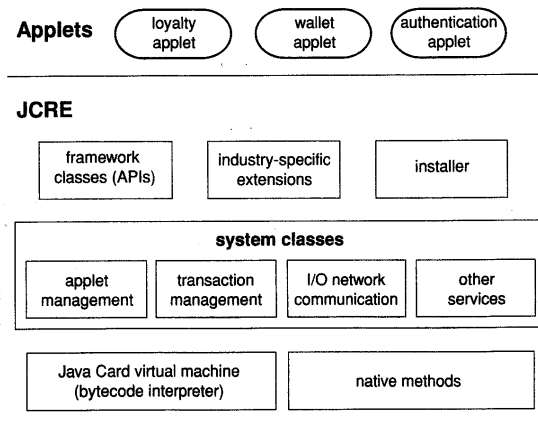 Applets
loyalty
applet
wallet
applet
authentication
applet
JCRE
framework
classes (APIs)
industry-specific
extensions
installer
system classes
applet
management
transaction
management
I/O network
communication
other
services
Java Card virtual machine
(bytecode interpreter)
native methods